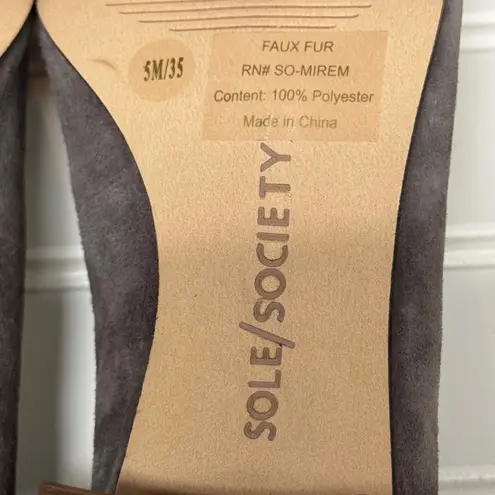 5M/35
FAUX FUR
RN# SO-MIREM
Content: 100% Polyester
Made in China
SOLE/SOCIETY